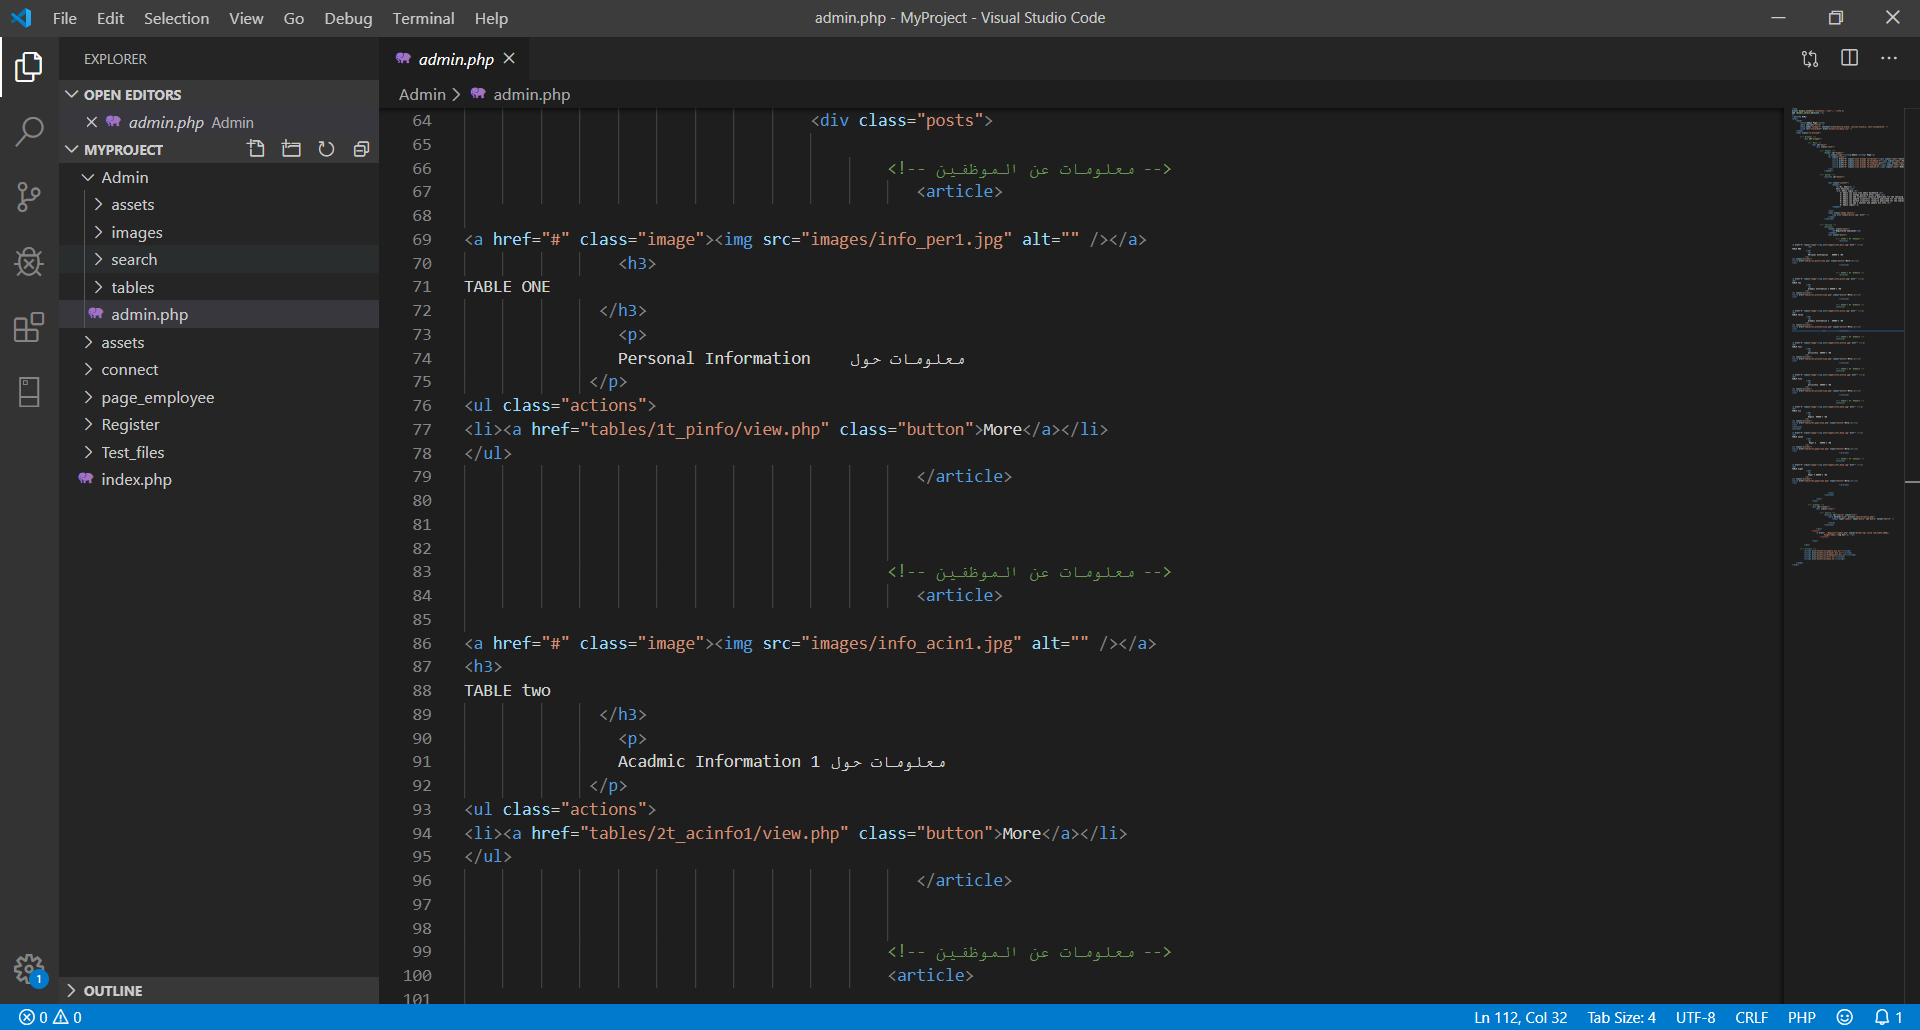 File Edit Selection View Go Debug Terminal Help
admin.php - MyProject - Visual Studio Code
EXPLORER
OPEN EDITORS
admin.php Admin
MYPROJECT
Admin
assets
images
search
tables
admin.php
assets
connect
page_employee
Register
Test_files
index.php
OUTLINE
admin.php
Admin > admin.php
64 <div class="posts">
65
66 <!-- معلومات عن الموظفين -->
67 <article>
68
69 <a href="#" class="image"><img src="images/info_per1.jpg" alt="" /></a>
70 <h3>
71 TABLE ONE
72 </h3>
73 <p>
74 Personal Information معلومات حول
75 </p>
76 <ul class="actions">
77 <li><a href="tables/1t_pinfo/view.php" class="button">More</a></li>
78 </ul>
79 </article>
80
81
82
83 <!-- معلومات عن الموظفين -->
84 <article>
85
86 <a href="#" class="image"><img src="images/info_acin1.jpg" alt="" /></a>
87 <h3>
88 TABLE two
89 </h3>
90 <p>
91 Acadmic Information 1 معلومات حول
92 </p>
93 <ul class="actions">
94 <li><a href="tables/2t_acinfo1/view.php" class="button">More</a></li>
95 </ul>
96 </article>
97
98
99 <!-- معلومات عن الموظفين -->
100 <article>
101
1
0 0
Ln 112, Col 32 Tab Size: 4 UTF-8 CRLF PHP 1